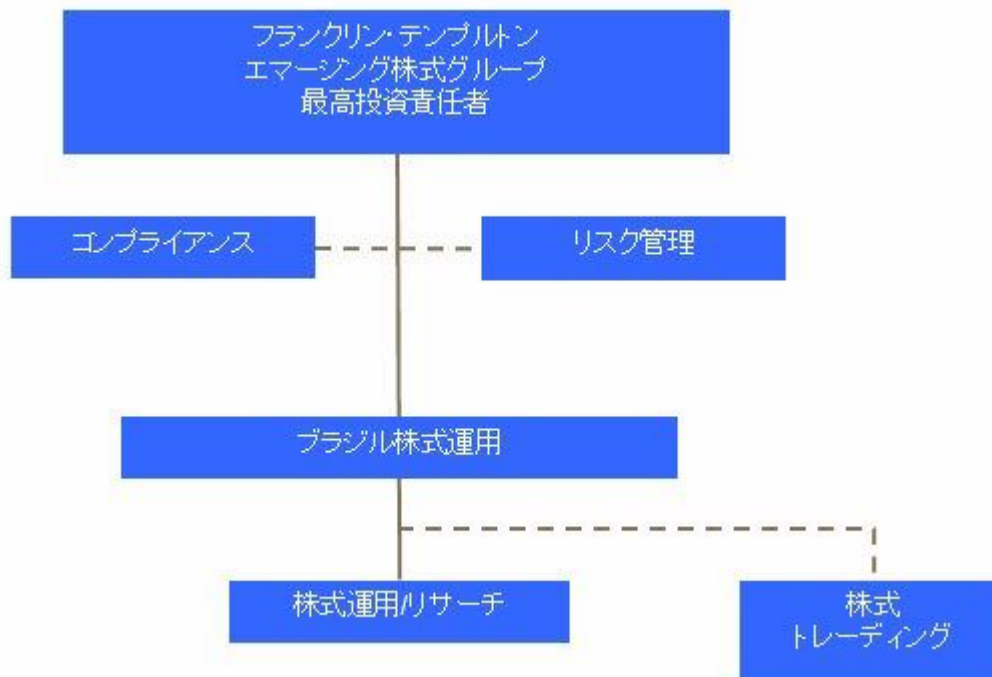 フランクリン・テンプルトン
エマージング株式グループ
最高投資責任者
コンプライアンス
リスク管理
ブラジル株式運用
株式運用/リサーチ
株式
トレーディング